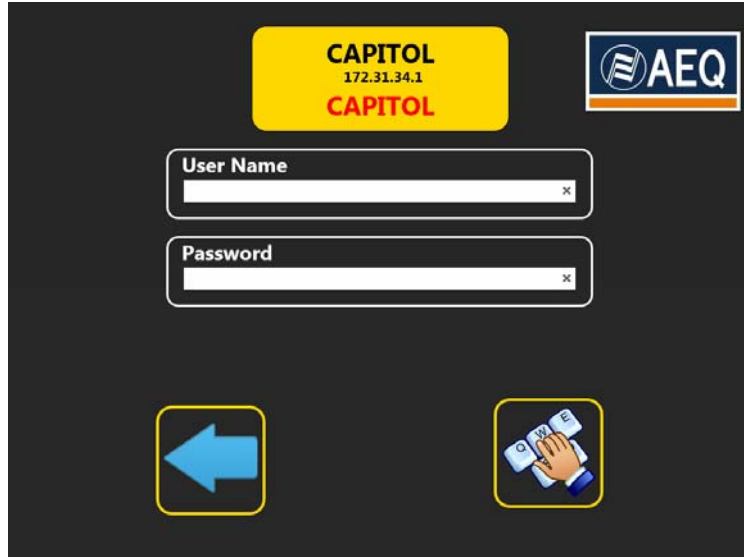 CAPITOL
172.31.34.1
CAPITOL
AEQ
User Name
×
Password
×
Q W E